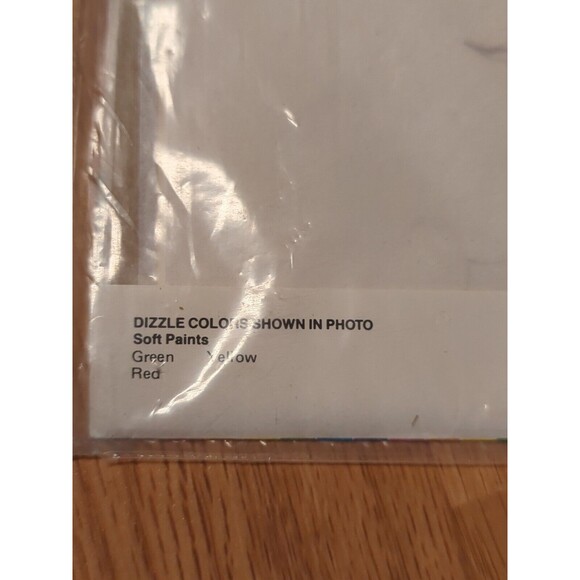 DIZZLE COLORS SHOWN IN PHOTO
Soft Paints
Green Yellow
Red